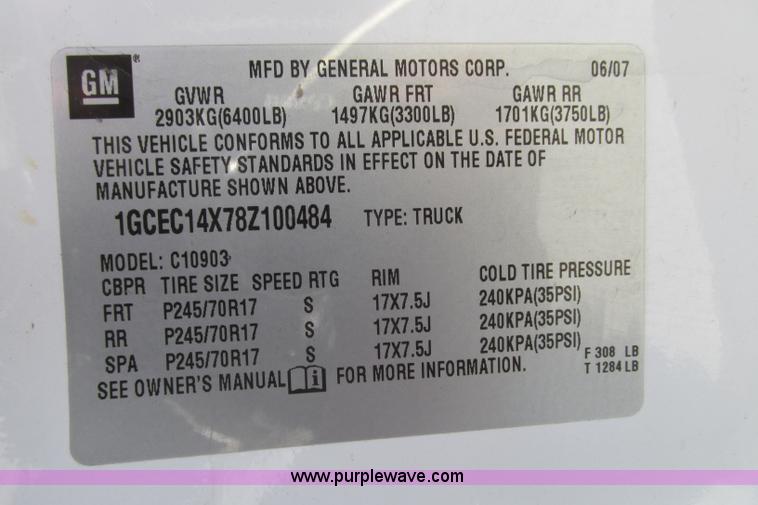 GM
MFD BY GENERAL MOTORS CORP. 06/07
GVWR GAWR FRT GAWR RR
2903KG(6400LB) 1497KG(3300LB) 1701KG(3750LB)
THIS VEHICLE CONFORMS TO ALL APPLICABLE U.S. FEDERAL MOTOR
VEHICLE SAFETY STANDARDS IN EFFECT ON THE DATE OF
MANUFACTURE SHOWN ABOVE.
1GCEC14X78Z100484 TYPE: TRUCK
MODEL: C10903
CBPR TIRE SIZE SPEED RTG RIM COLD TIRE PRESSURE
FRT P245/70R17 S 17X7.5J 240KPA(35PSI)
RR P245/70R17 S 17X7.5J 240KPA(35PSI)
SPA P245/70R17 S 17X7.5J 240KPA(35PSI)
F 308 LB
T 1284 LB
SEE OWNER'S MANUAL i FOR MORE INFORMATION.
www.purplewave.com